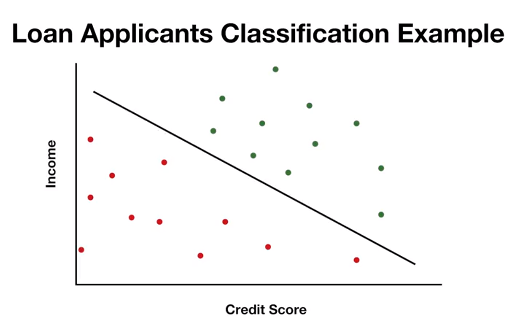 Loan Applicants Classification Example
Income
Credit Score